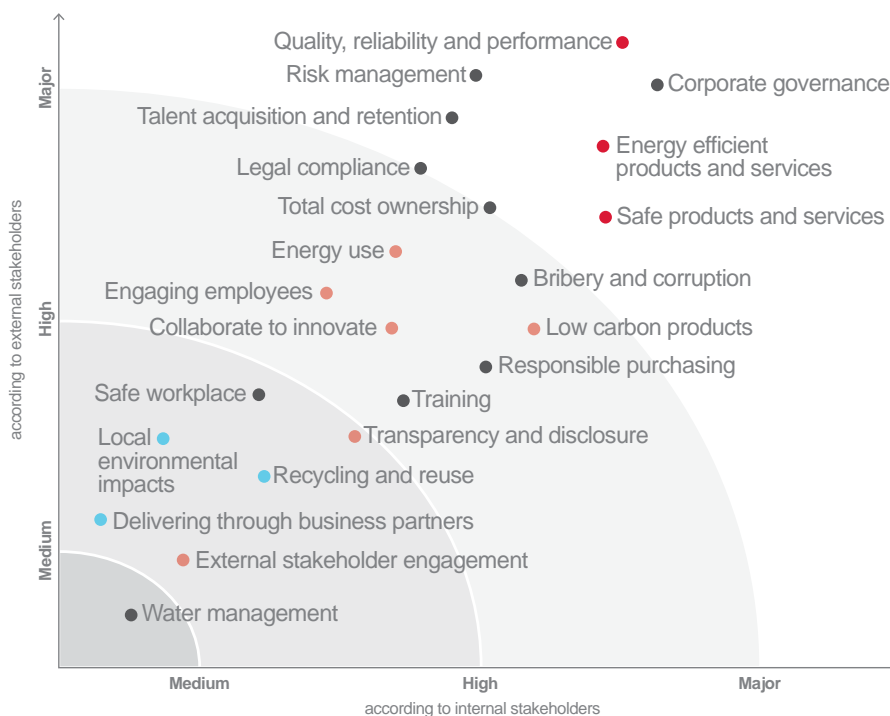 Quality, reliability and performance
Risk management
Corporate governance
Talent acquisition and retention
Energy efficient
products and services
Legal compliance
Total cost ownership
Safe products and services
Energy use
Bribery and corruption
Engaging employees
Collaborate to innovate
Low carbon products
Responsible purchasing
Safe workplace
Training
Transparency and disclosure
Local
environmental
impacts
Recycling and reuse
Delivering through business partners
External stakeholder engagement
Water management
Major
High
Medium
according to external stakeholders
Medium
High
Major
according to internal stakeholders